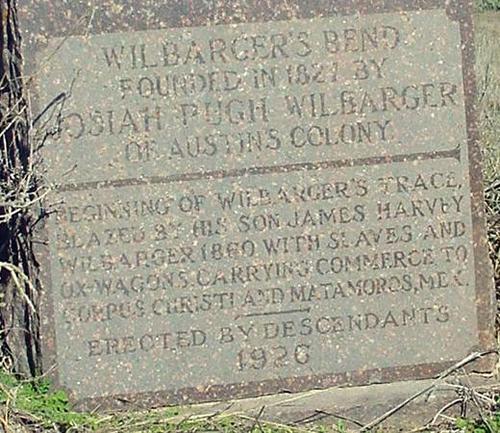 WILBARGER'S BEND
FOUNDED IN 1827 BY
JOSIAH PUGH WILBARGER
OF AUSTIN'S COLONY
BEGINNING OF WILBARGER'S TRACE,
BLAZED BY HIS SON JAMES HARVEY
WILBARGER 1860 WITH SLAVES AND
OX-WAGONS, CARRYING COMMERCE TO
CORPUS CHRISTI AND MATAMOROS, MEX.
ERECTED BY DESCENDANTS
1926